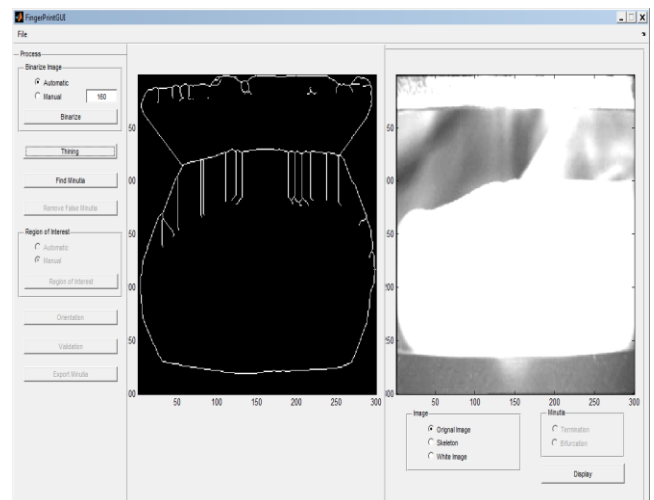 FingerPrintGUI
File
Process
Binarize Image
Automatic
Manual 160
Binarize
Thining
Find Minutia
Remove False Minutia
Region of Interest
Automatic
Manual
Region of Interest
Orientation
Validation
Export Minutia
50
00
50
00
50
00
50 100 150 200 250 300
50
00
50
00
50
00
50 100 150 200 250 300
Image
Orignal Image
Skeleton
White Image
Minutia
Termination
Bifurcation
Display